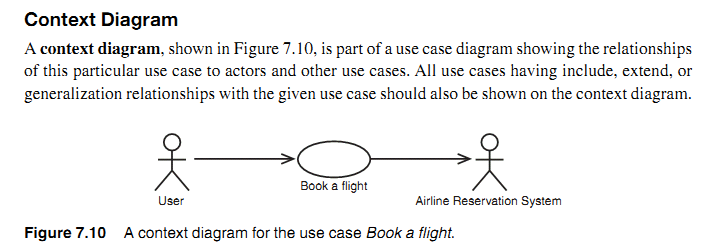 Context Diagram
A context diagram, shown in Figure 7.10, is part of a use case diagram showing the relationships
of this particular use case to actors and other use cases. All use cases having include, extend, or
generalization relationships with the given use case should also be shown on the context diagram.
Book a flight
User
Airline Reservation System
Figure 7.10 A context diagram for the use case Book a flight.